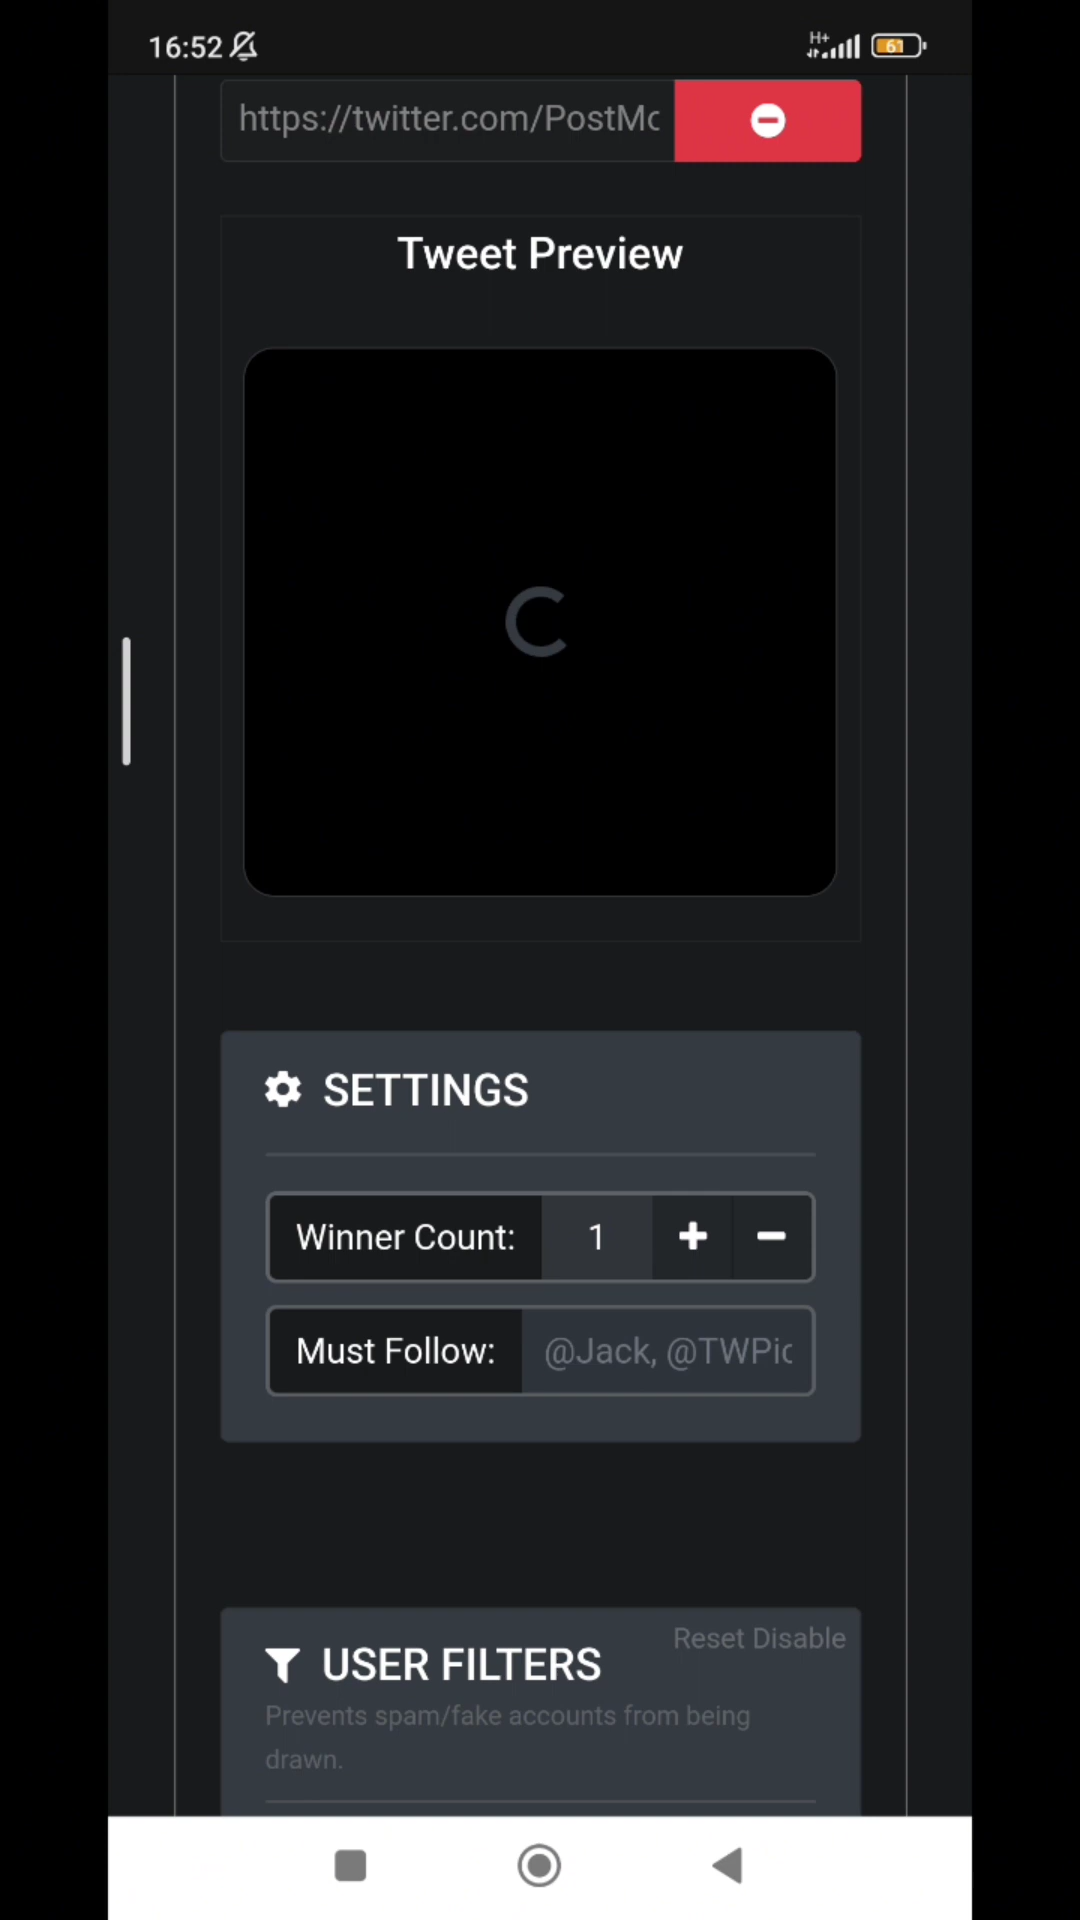 16:52 H+ 61
https://twitter.com/PostMc
Tweet Preview
SETTINGS
Winner Count: 1
Must Follow: @Jack, @TWPic
Reset Disable
USER FILTERS
Prevents spam/fake accounts from being
drawn.